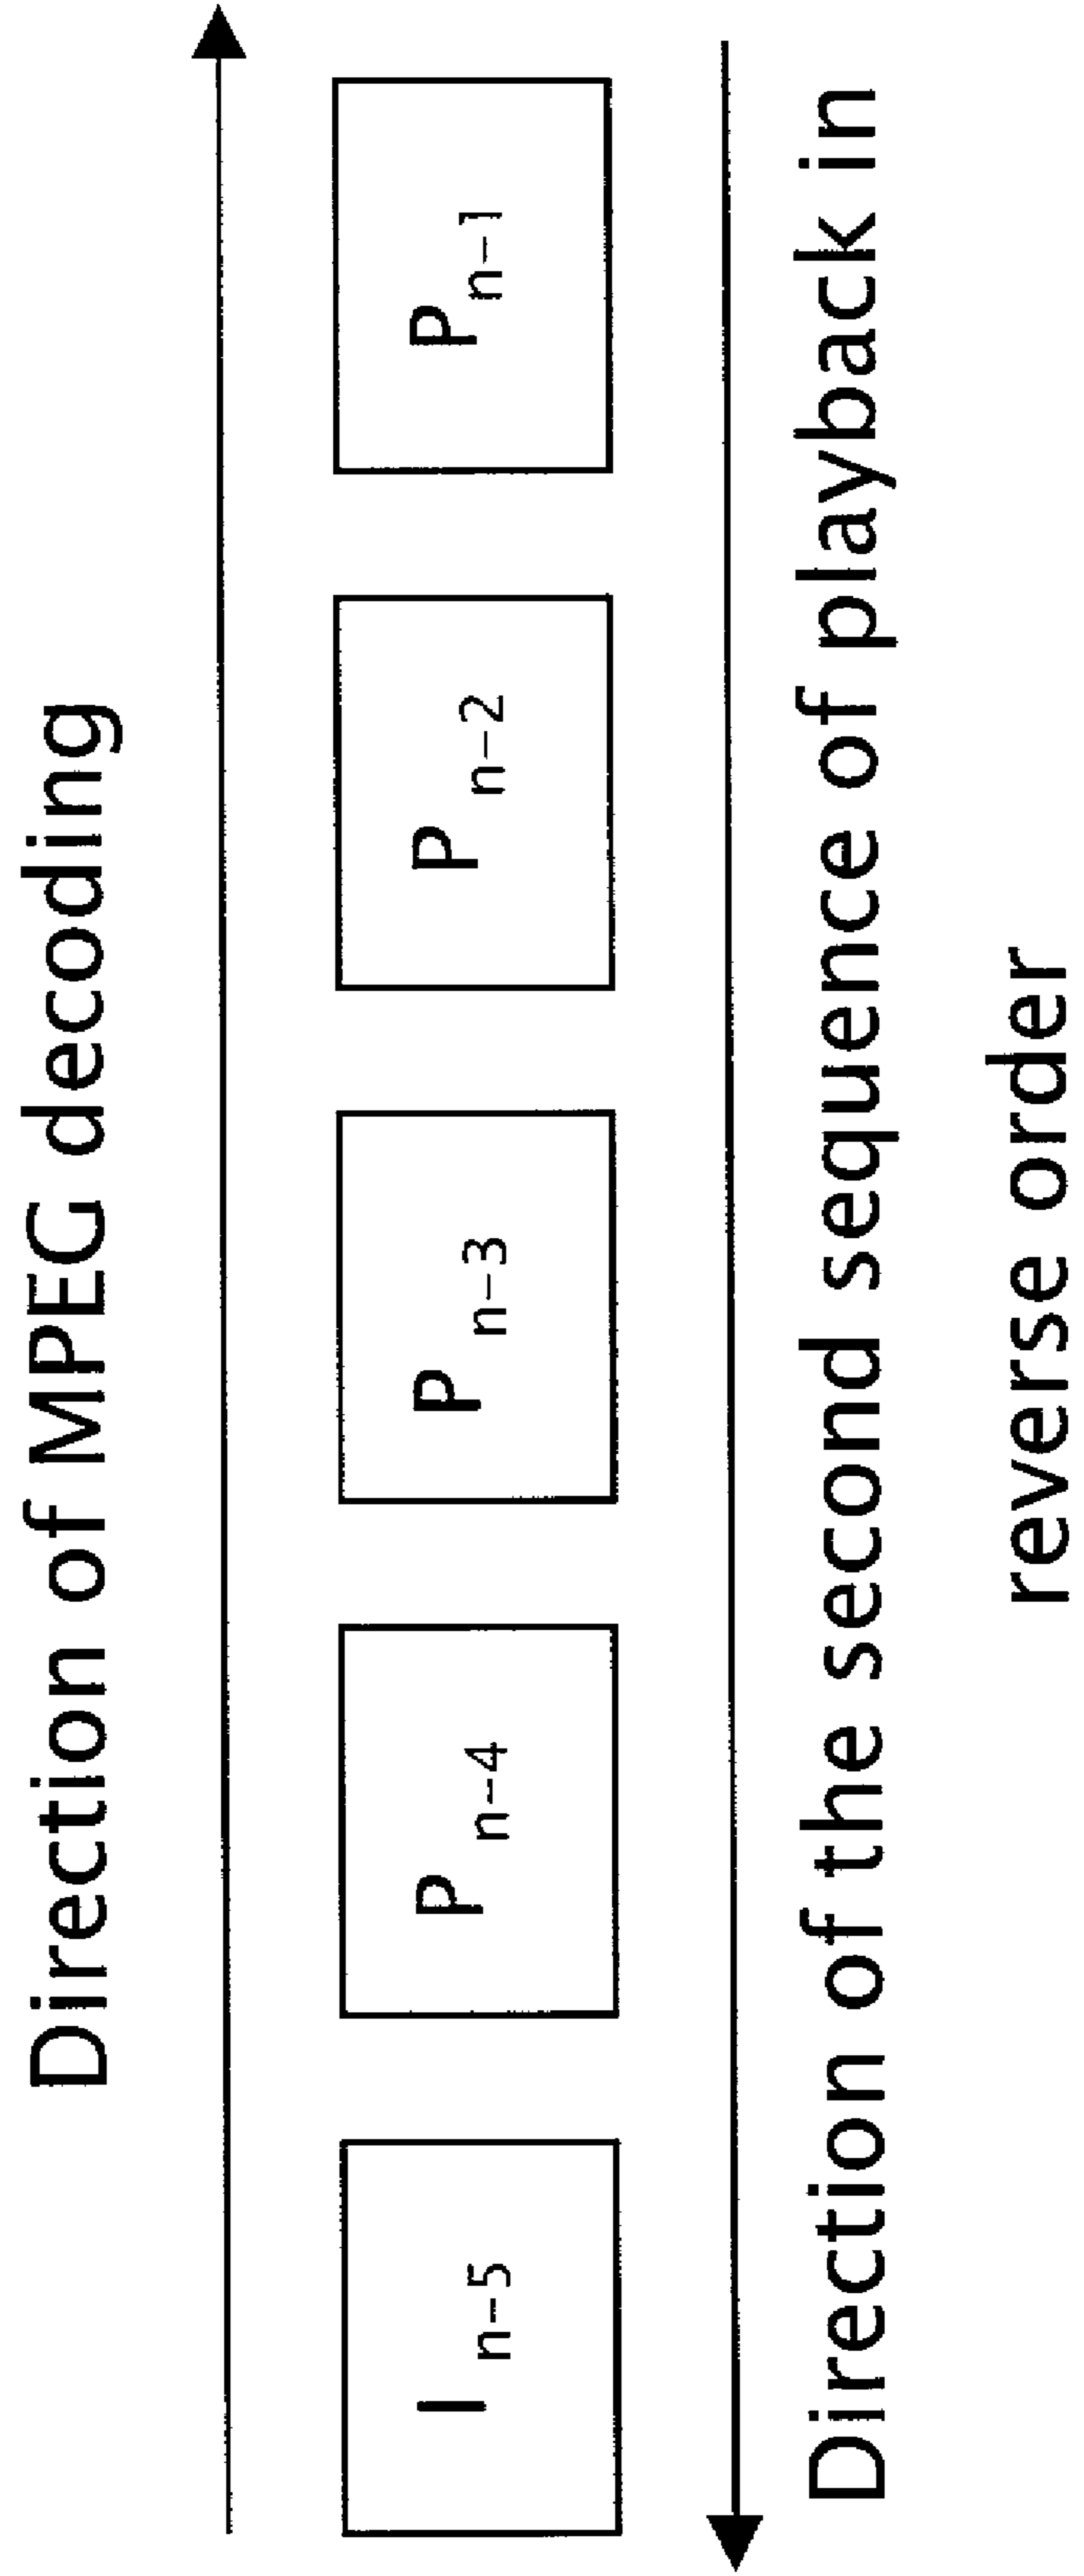 Direction of MPEG decoding
I n-5 P n-4 P n-3 P n-2 P n-1
Direction of the second sequence of playback in
reverse order